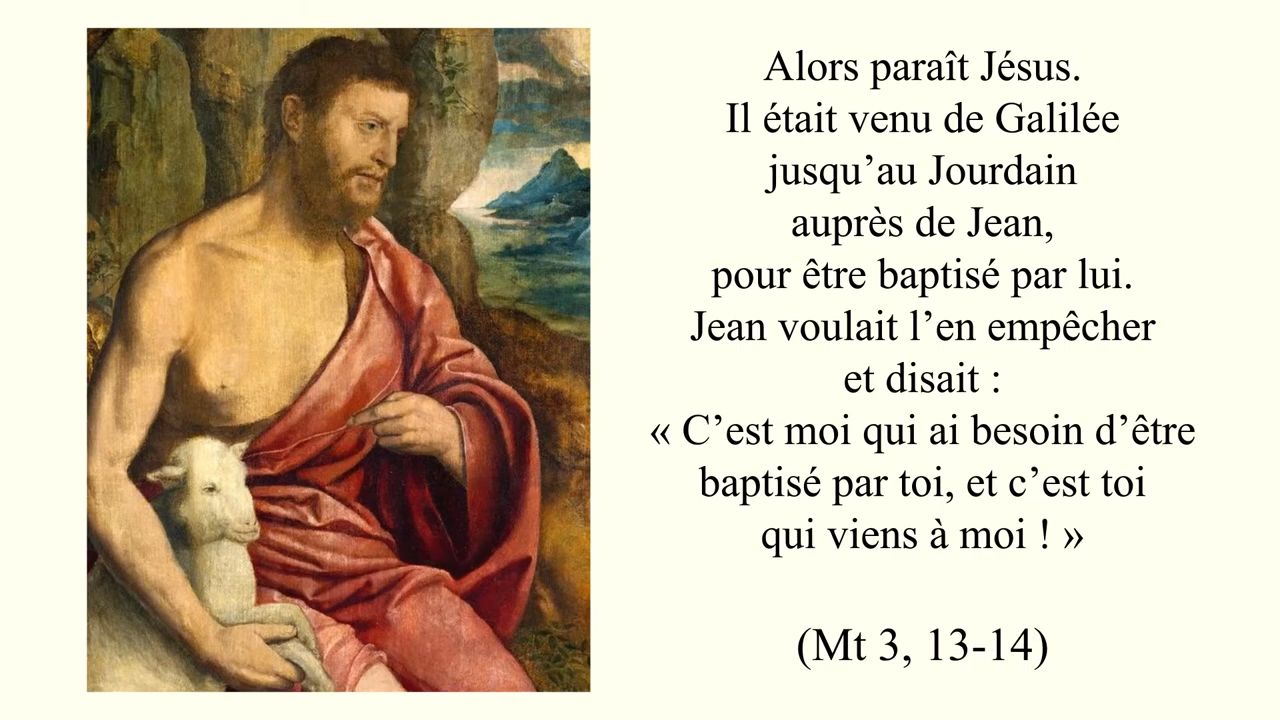 Alors paraît Jésus.
Il était venu de Galilée
jusqu’au Jourdain
auprès de Jean,
pour être baptisé par lui.
Jean voulait l’en empêcher
et disait :
« C’est moi qui ai besoin d’être
baptisé par toi, et c’est toi
qui viens à moi ! »
(Mt 3, 13-14)